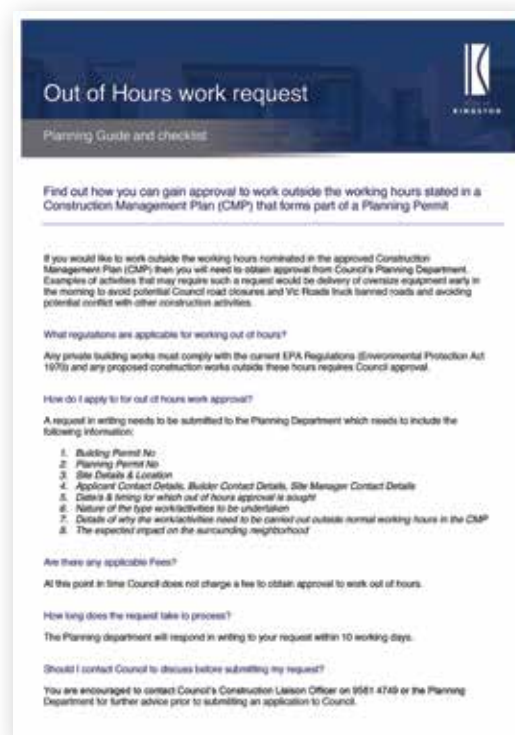 Out of Hours work request
KINGSTON
Planning Guide and checklist
Find out how you can gain approval to work outside the working hours stated in a
Construction Management Plan (CMP) that forms part of a Planning Permit
If you would like to work outside the working hours nominated in the approved Construction
Management Plan (CMP) then you will need to obtain approval from Council's Planning Department.
Examples of activities that may require such a request would be delivery of oversize equipment early in
the morning to avoid potential Council road closures and Vic Roads truck banned roads and avoiding
potential conflict with other construction activities.
What regulations are applicable for working out of hours?
Any private building works must comply with the current EPA Regulations (Environmental Protection Act
1970) and any proposed construction works outside these hours requires Council approval.
How do I apply to for out of hours work approval?
A request in writing needs to be submitted to the Planning Department which needs to include the
following information:
1. Building Permit No
2. Planning Permit No
3. Site Details & Location
4. Applicant Contact Details, Builder Contact Details, Site Manager Contact Details
5. Date/s & timing for which out of hours approval is sought
6. Nature of the type work/activities to be undertaken
7. Details of why the work/activities need to be carried out outside normal working hours in the CMP
8. The expected impact on the surrounding neighborhood
Are there any applicable Fees?
At this point in time Council does not charge a fee to obtain approval to work out of hours.
How long does the request take to process?
The Planning department will respond in writing to your request within 10 working days.
Should I contact Council to discuss before submitting my request?
You are encouraged to contact Council's Construction Liaison Officer on 9581 4749 or the Planning
Department for further advice prior to submitting an application to Council.